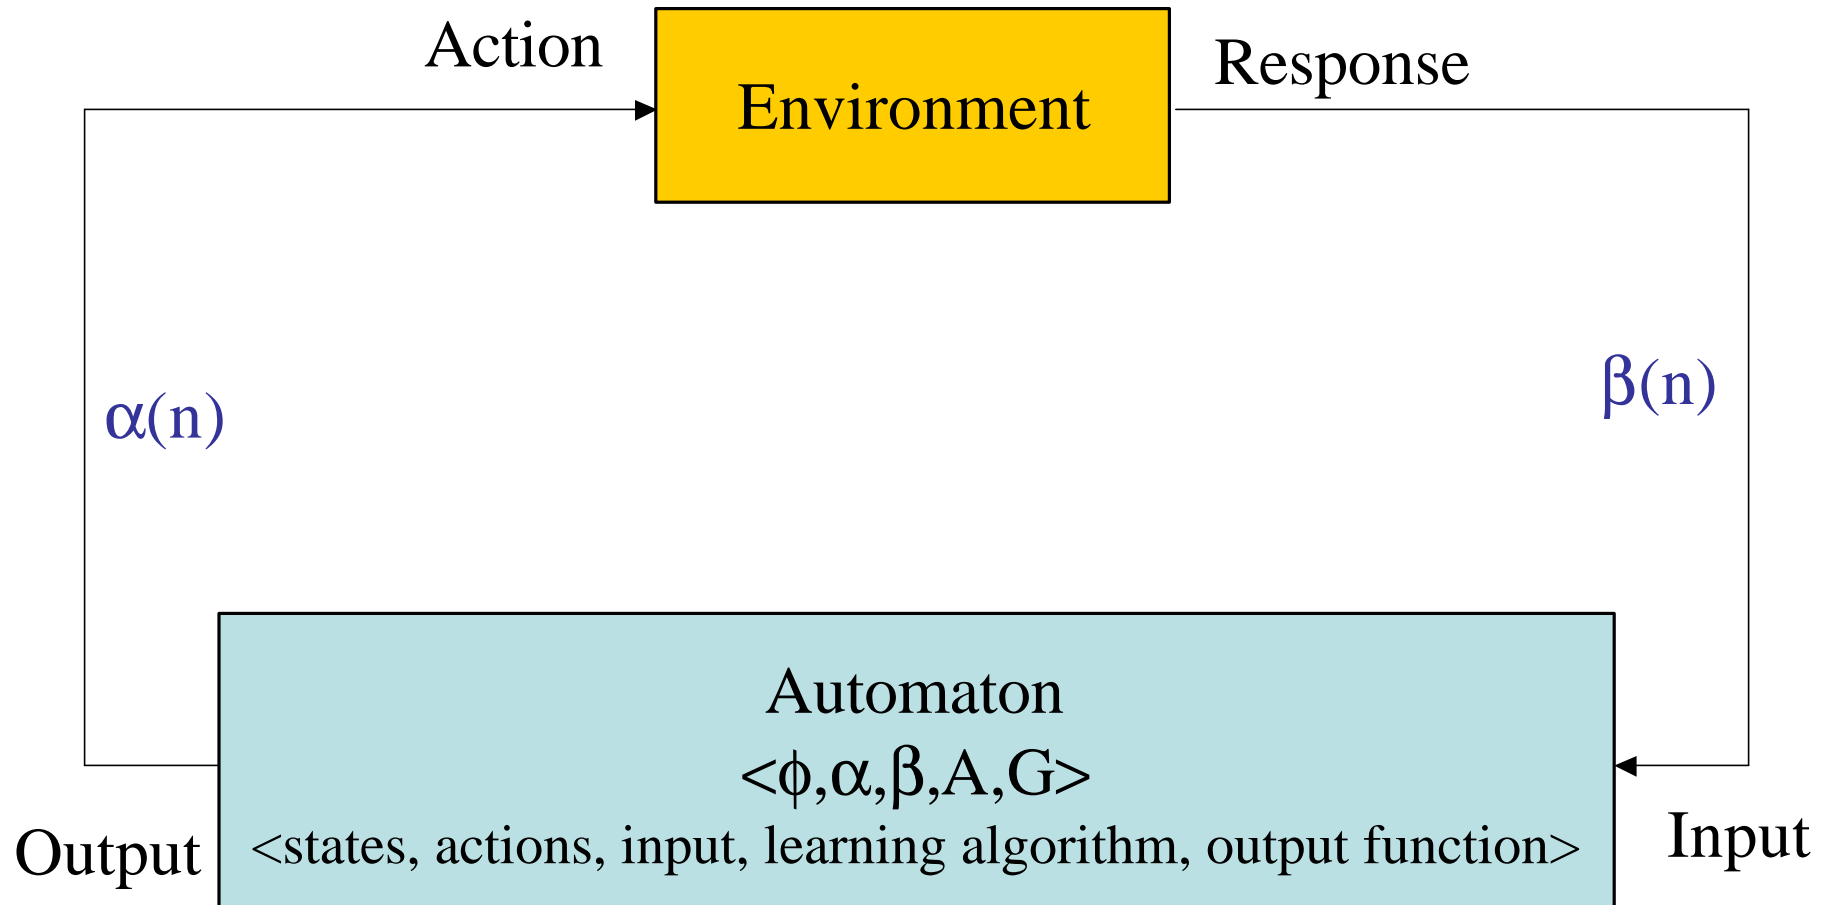 Action
Environment
Response
α(n)
β(n)
Automaton
<ϕ,α,β,A,G>
<states, actions, input, learning algorithm, output function>
Output
Input